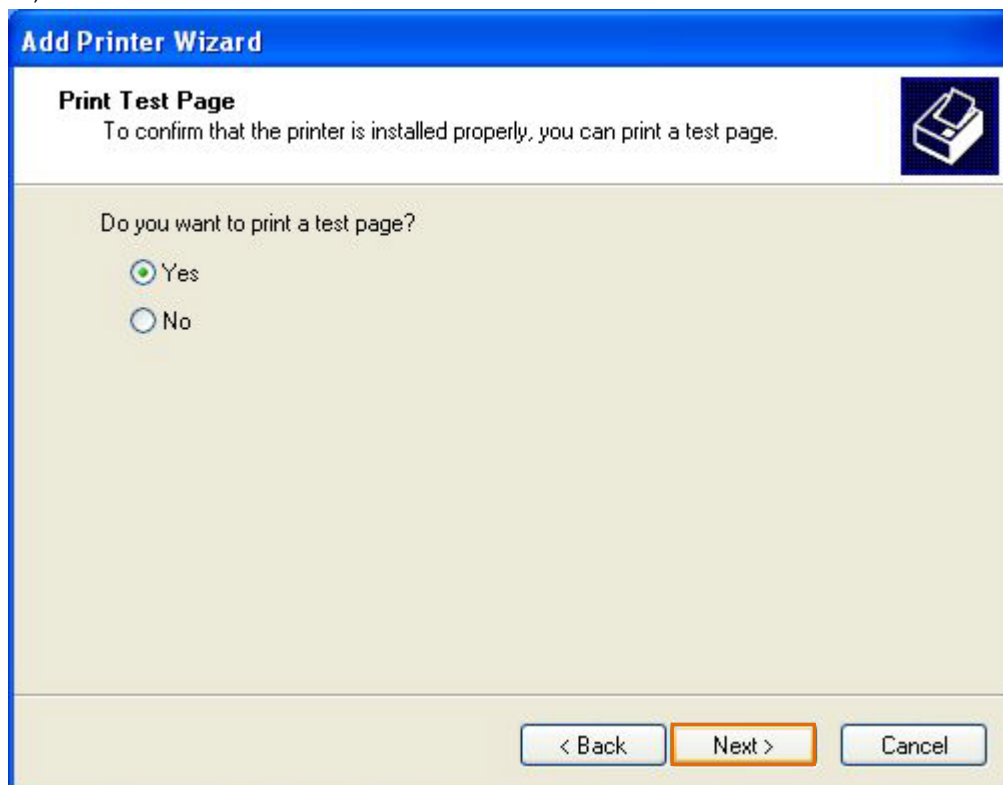 Add Printer Wizard
Print Test Page
To confirm that the printer is installed properly, you can print a test page.
Do you want to print a test page?
Yes
No
< Back Next > Cancel